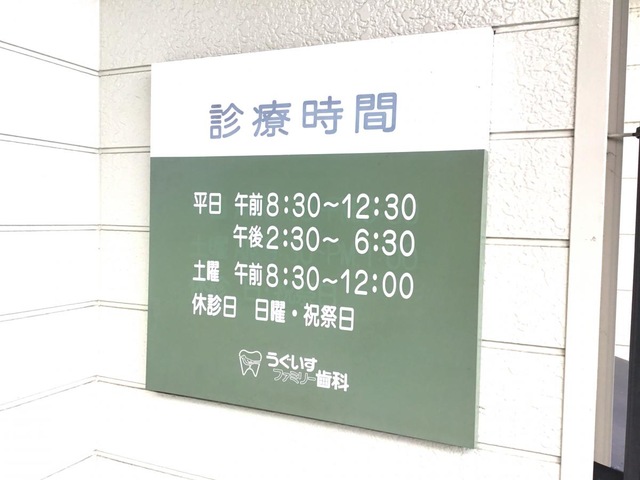 診療時間
平日 午前8:30〜12:30
午後2:30〜 6:30
土曜 午前8:30〜12:00
休診日 日曜・祝祭日
うぐいす
ファミリー歯科